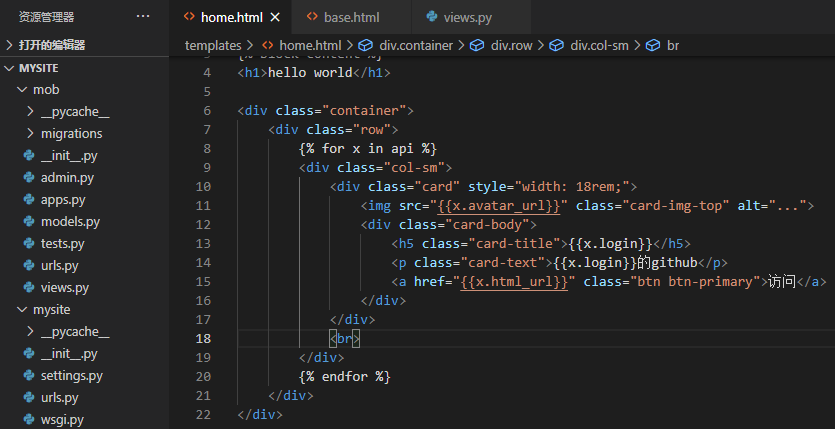 资源管理器 ···
打开的编辑器
MYSITE
mob
__pycache__
migrations
__init__.py
admin.py
apps.py
models.py
tests.py
urls.py
views.py
mysite
__pycache__
__init__.py
settings.py
urls.py
wsgi.py
home.html
base.html
views.py
templates > home.html > div.container > div.row > div.col-sm > br
3 {% block content %}
4 <h1>hello world</h1>
5
6 <div class="container">
7 <div class="row">
8 {% for x in api %}
9 <div class="col-sm">
10 <div class="card" style="width: 18rem;">
11 <img src="{{x.avatar_url}}" class="card-img-top" alt="...">
12 <div class="card-body">
13 <h5 class="card-title">{{x.login}}</h5>
14 <p class="card-text">{{x.login}}的github</p>
15 <a href="{{x.html_url}}" class="btn btn-primary">访问</a>
16 </div>
17 </div>
18 <br>
19 </div>
20 {% endfor %}
21 </div>
22 </div>